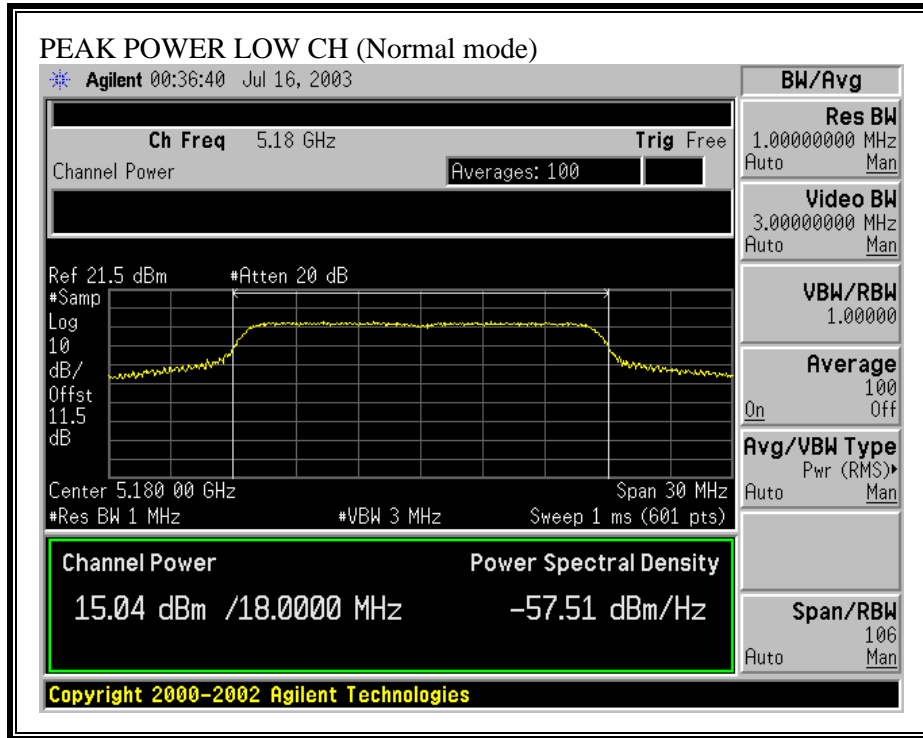 PEAK POWER LOW CH (Normal mode)
Agilent 00:36:40 Jul 16, 2003
BW/Avg
Ch Freq 5.18 GHz Trig Free
Channel Power Averages: 100
Res BW
1.00000000 MHz
Auto Man
Video BW
3.00000000 MHz
Auto Man
Ref 21.5 dBm #Atten 20 dB
#Samp
Log
10
dB/
Offst
11.5
dB
VBW/RBW
1.00000
Average
100
On Off
Avg/VBW Type
Pwr (RMS)▸
Auto Man
Center 5.180 00 GHz Span 30 MHz
#Res BW 1 MHz #VBW 3 MHz Sweep 1 ms (601 pts)
Channel Power Power Spectral Density
15.04 dBm /18.0000 MHz -57.51 dBm/Hz
Span/RBW
106
Auto Man
Copyright 2000-2002 Agilent Technologies